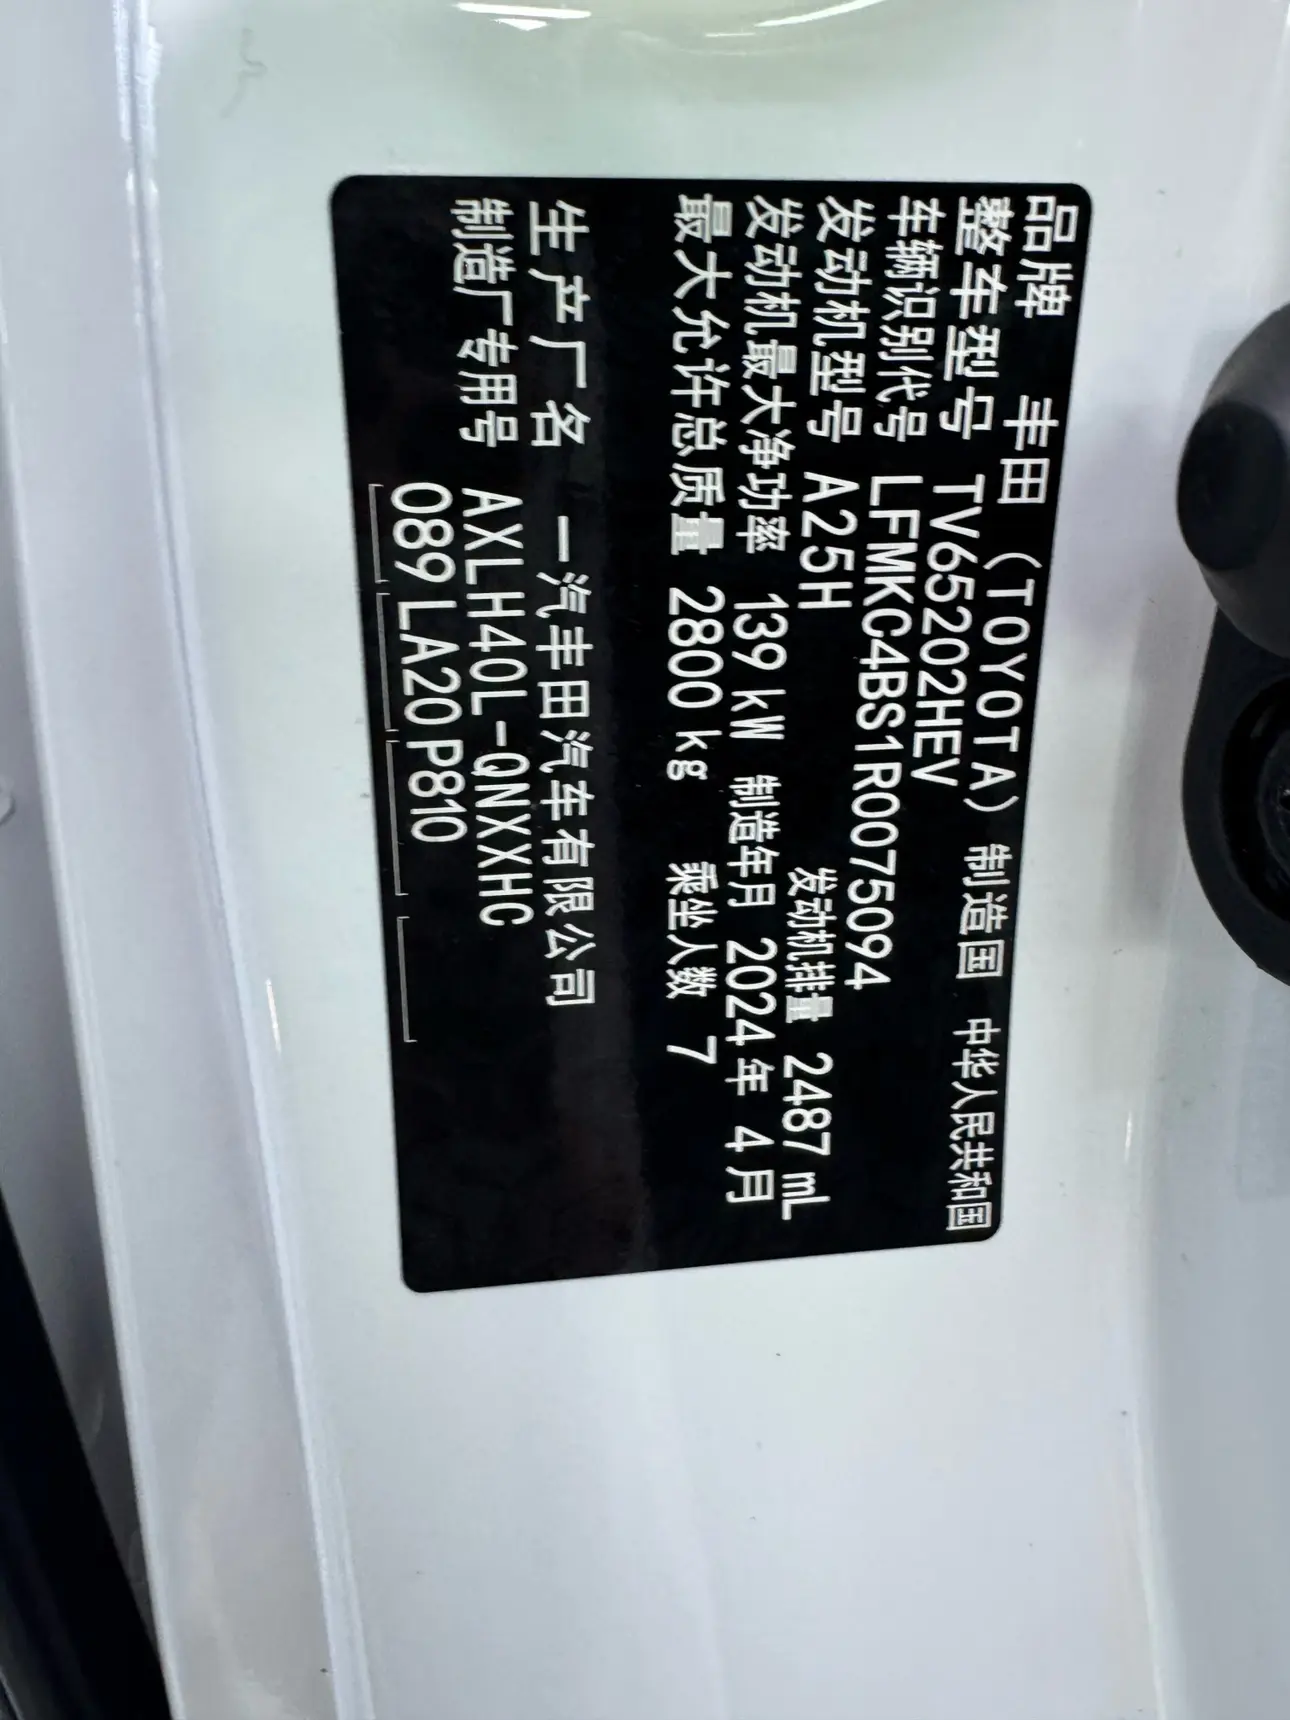 品牌 丰田 (TOYOTA) 制造国 中华人民共和国
整车型号 TV65202HEV
车辆识别代号 LFMKC4BS1R0075094
发动机型号 A25H 发动机排量 2487 mL
发动机最大净功率 139 kW 制造年月 2024 年 4 月
最大允许总质量 2800 kg 乘坐人数 7
生产厂名 一汽丰田汽车有限公司
制造厂专用号 AXLH40L-QNXXHC
089 LA20 P810